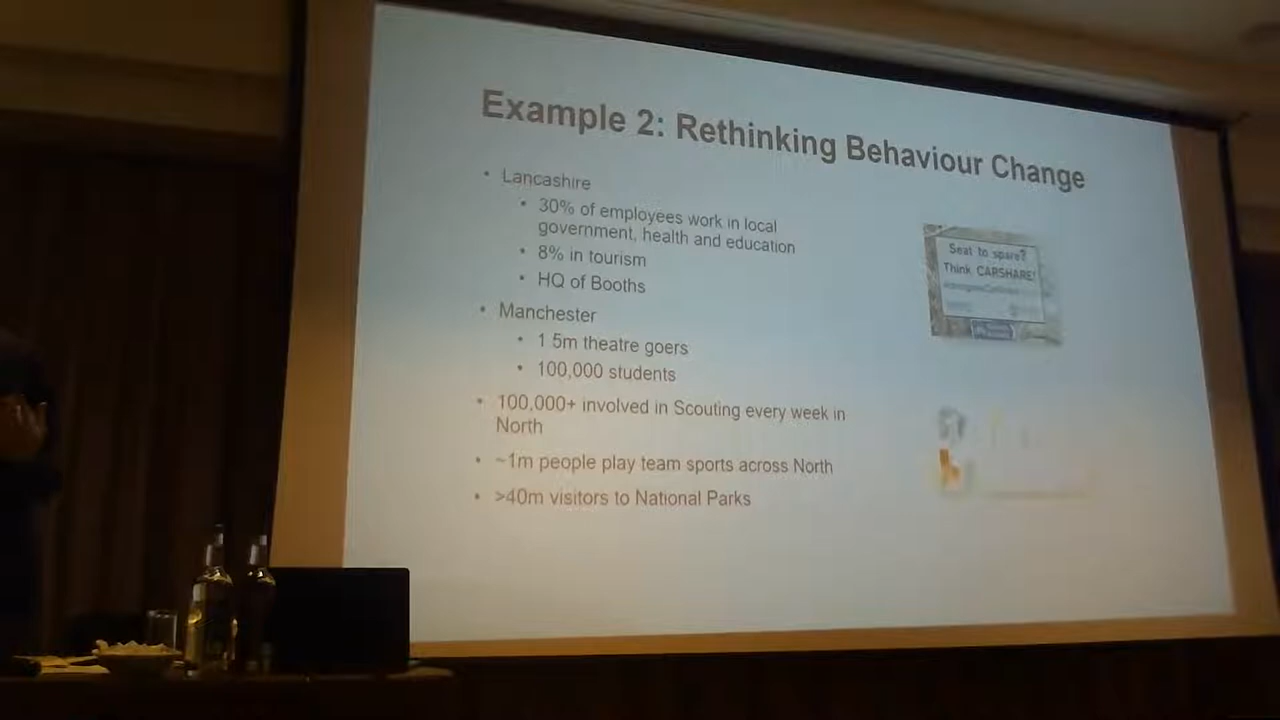 Example 2: Rethinking Behaviour Change
• Lancashire
• 30% of employees work in local
government, health and education
• 8% in tourism
• HQ of Booths
• Manchester
• 1 5m theatre goers
• 100,000 students
• 100,000+ involved in Scouting every week in
North
• ~1m people play team sports across North
• >40m visitors to National Parks
Seat to spare?
Think CARSHARE!